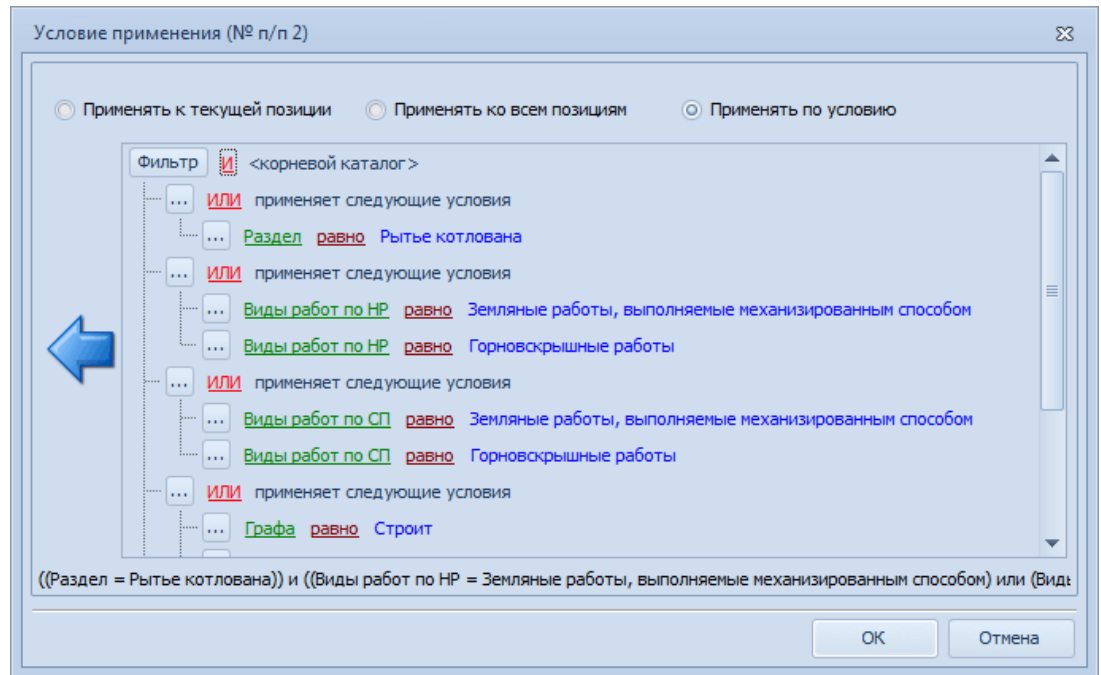 Условие применения (№ п/п 2)
Применять к текущей позиции Применять ко всем позициям Применять по условию
Фильтр И <корневой каталог>
... ИЛИ применяет следующие условия
... Раздел равно Рытье котлована
... ИЛИ применяет следующие условия
... Виды работ по НР равно Земляные работы, выполняемые механизированным способом
... Виды работ по НР равно Горновскрышные работы
... ИЛИ применяет следующие условия
... Виды работ по СП равно Земляные работы, выполняемые механизированным способом
... Виды работ по СП равно Горновскрышные работы
... ИЛИ применяет следующие условия
... Графа равно Строит
((Раздел = Рытье котлована)) и ((Виды работ по НР = Земляные работы, выполняемые механизированным способом) или (Виды
ОК Отмена